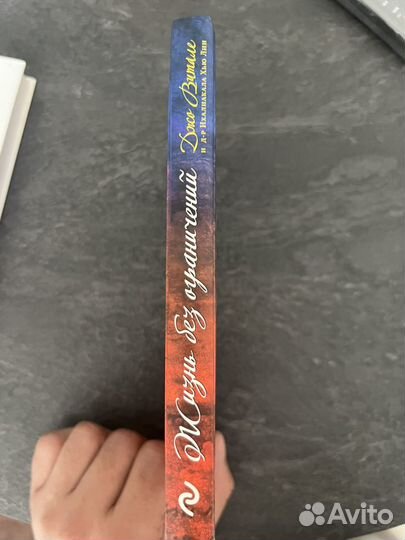 Джо Витале
и д-р Ихалиакала Хью Лин
Жизнь без ограничений
Avito